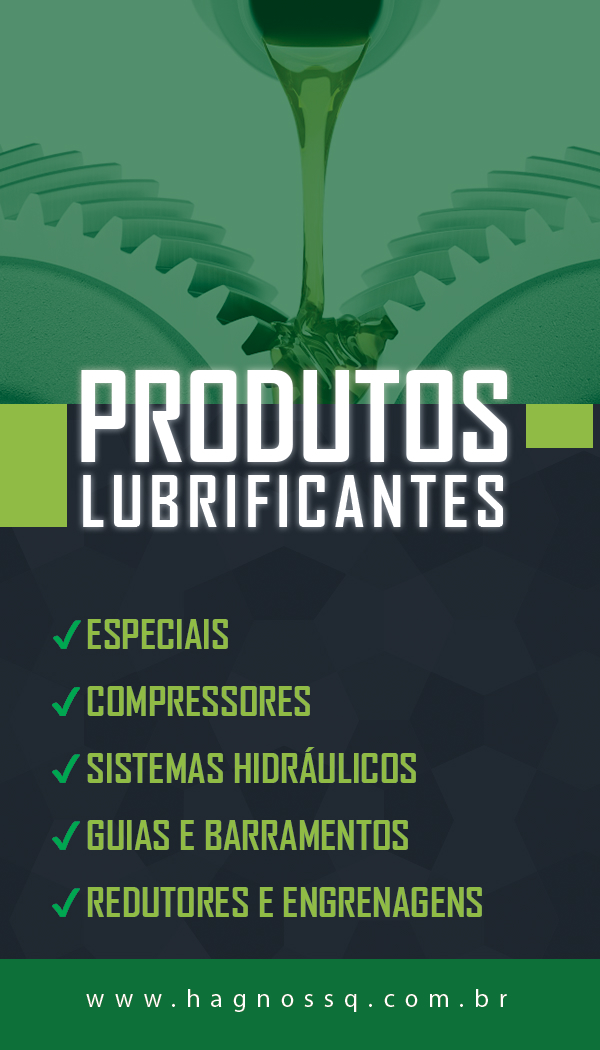 PRODUTOS
LUBRIFICANTES
ESPECIAIS
COMPRESSORES
SISTEMAS HIDRÁULICOS
GUIAS E BARRAMENTOS
REDUTORES E ENGRENAGENS
www.hagnossq.com.br